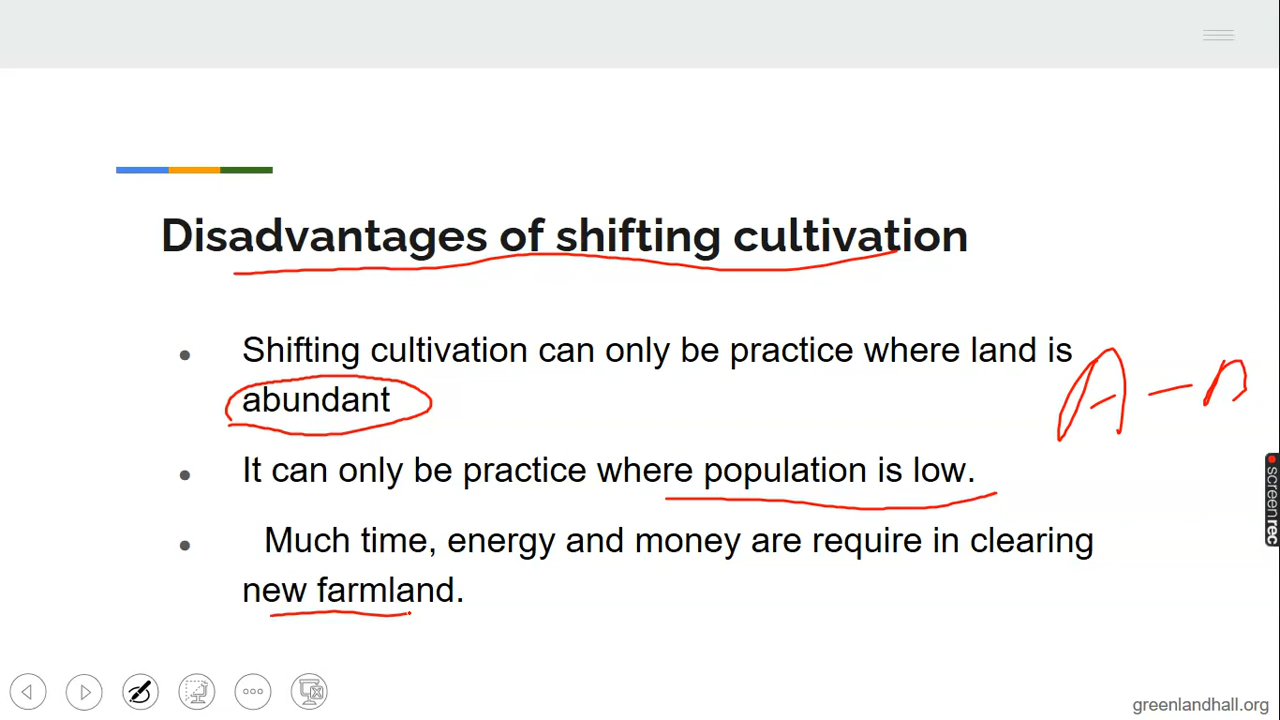 Disadvantages of shifting cultivation
Shifting cultivation can only be practice where land is
abundant
A - n
It can only be practice where population is low.
Much time, energy and money are require in clearing
new farmland.
screenrec
greenlandhall.org